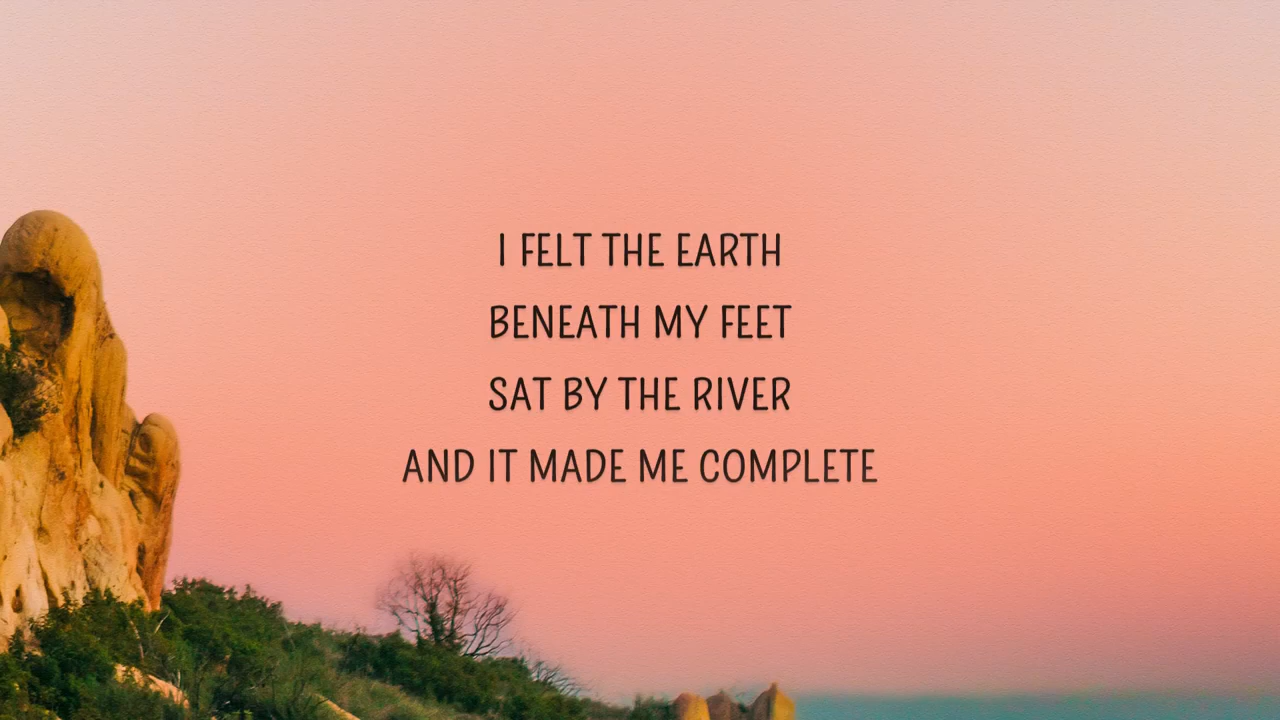 I FELT THE EARTH
BENEATH MY FEET
SAT BY THE RIVER
AND IT MADE ME COMPLETE